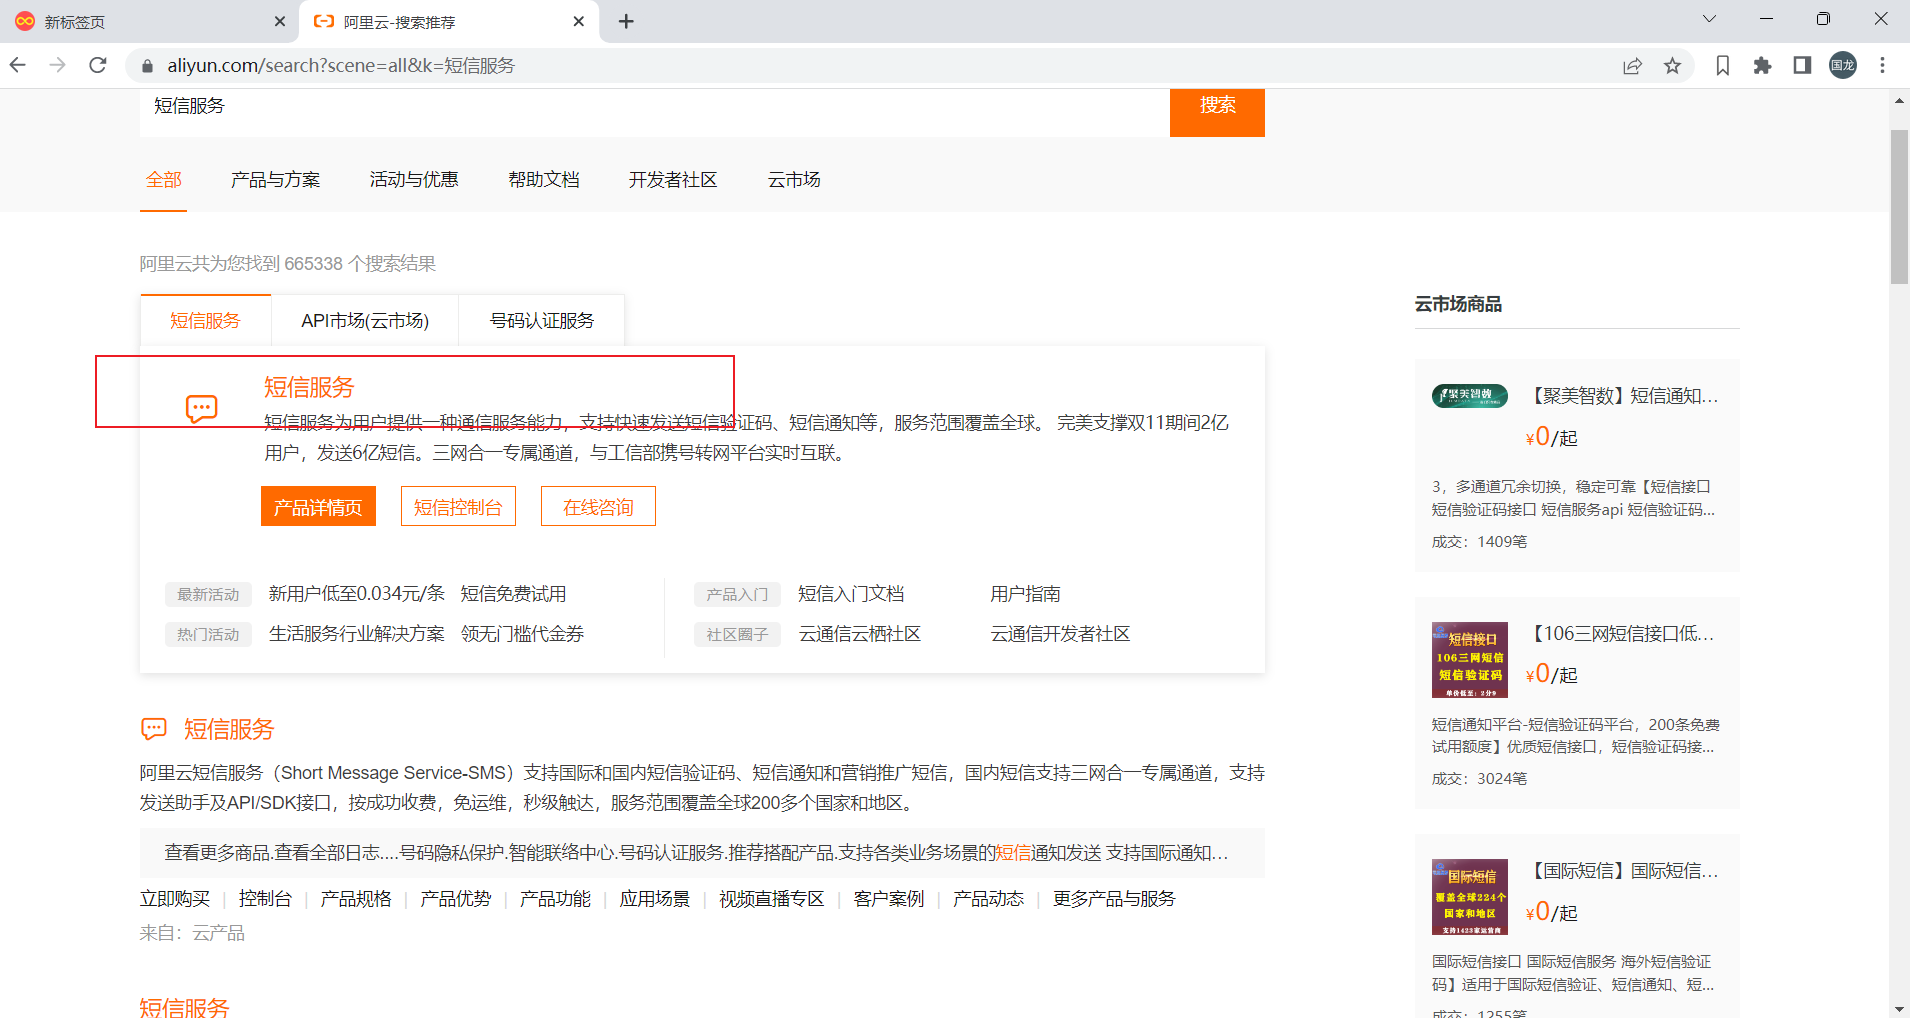 新标签页
阿里云-搜索推荐
aliyun.com/search?scene=all&k=短信服务
国龙
短信服务
搜索
全部 产品与方案 活动与优惠 帮助文档 开发者社区 云市场
阿里云共为您找到 665338 个搜索结果
短信服务 API市场(云市场) 号码认证服务
短信服务
短信服务为用户提供一种通信服务能力，支持快速发送短信验证码、短信通知等，服务范围覆盖全球。 完美支撑双11期间2亿
用户，发送6亿短信。三网合一专属通道，与工信部携号转网平台实时互联。
产品详情页 短信控制台 在线咨询
最新活动 新用户低至0.034元/条 短信免费试用 产品入门 短信入门文档 用户指南
热门活动 生活服务行业解决方案 领无门槛代金券 社区圈子 云通信云栖社区 云通信开发者社区
短信服务
阿里云短信服务（Short Message Service-SMS）支持国际和国内短信验证码、短信通知和营销推广短信，国内短信支持三网合一专属通道，支持
发送助手及API/SDK接口，按成功收费，免运维，秒级触达，服务范围覆盖全球200多个国家和地区。
查看更多商品.查看全部日志....号码隐私保护.智能联络中心.号码认证服务.推荐搭配产品.支持各类业务场景的短信通知发送 支持国际通知...
立即购买 | 控制台 | 产品规格 | 产品优势 | 产品功能 | 应用场景 | 视频直播专区 | 客户案例 | 产品动态 | 更多产品与服务
来自：云产品
短信服务
云市场商品
聚美智数
【聚美智数】短信通知...
¥0/起
3，多通道冗余切换，稳定可靠【短信接口
短信验证码接口 短信服务api 短信验证码...
成交：1409笔
短信接口
106三网短信
短信验证码
单价低至：2分9
【106三网短信接口低...
¥0/起
短信通知平台-短信验证码平台，200条免费
试用额度】优质短信接口，短信验证码接...
成交：3024笔
国际短信
覆盖全球224个
国家和地区
支持1423家运营商
【国际短信】国际短信...
¥0/起
国际短信接口 国际短信服务 海外短信验证
码】适用于国际短信验证、短信通知、短...
成交：1255笔